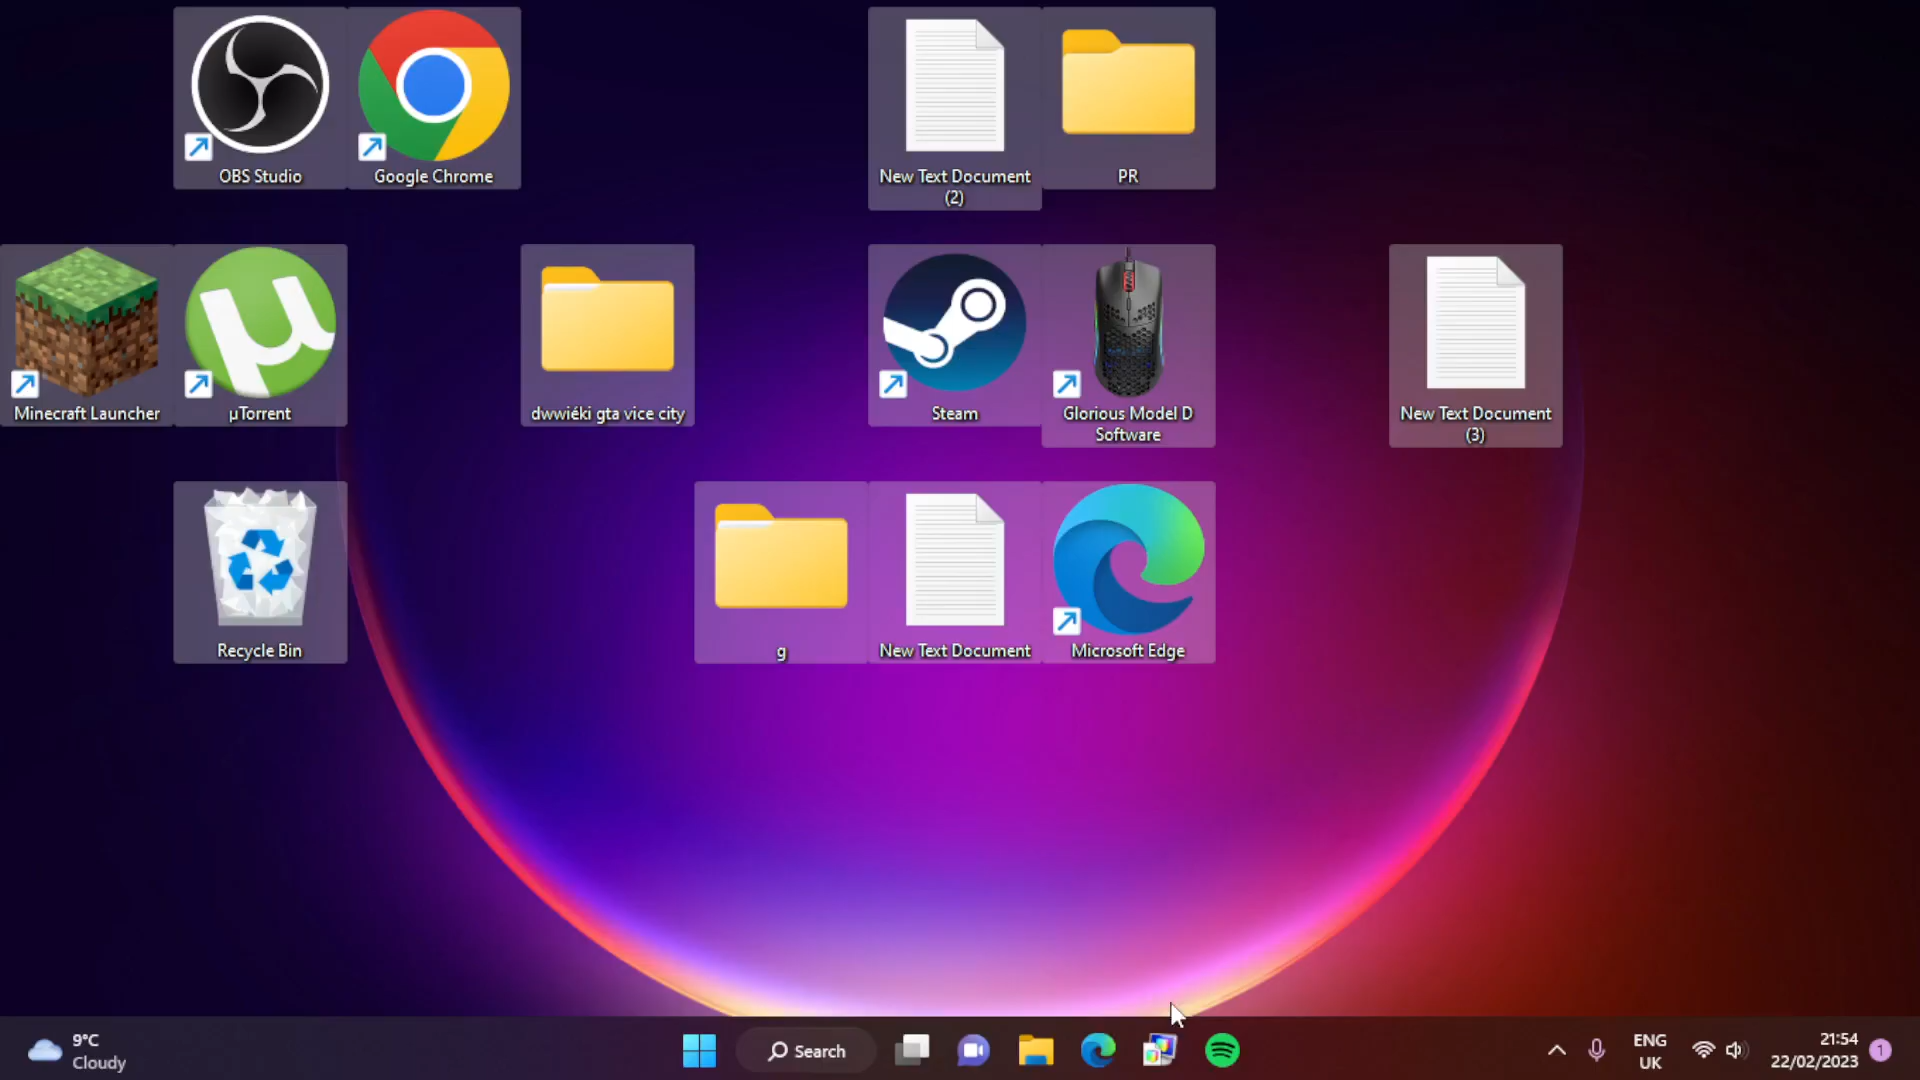 OBS Studio
Google Chrome
New Text Document
(2)
PR
Minecraft Launcher
µTorrent
dwwiéki gta vice city
Steam
Glorious Model D
Software
New Text Document
(3)
Recycle Bin
g
New Text Document
Microsoft Edge
9°C
Cloudy
Search
ENG
UK
21:54
22/02/2023
1